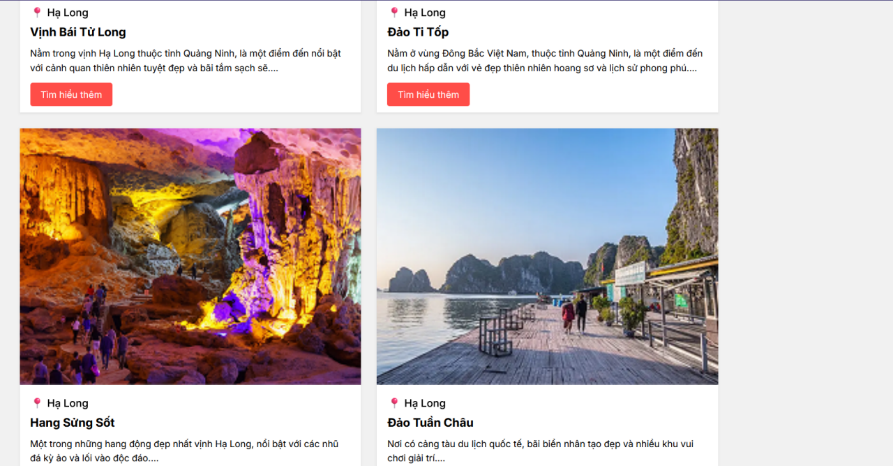 Hạ Long
Vịnh Bái Tử Long
Nằm trong vịnh Hạ Long thuộc tỉnh Quảng Ninh, là một điểm đến nổi bật
với cảnh quan thiên nhiên tuyệt đẹp và bãi tắm sạch sẽ....
Tìm hiểu thêm
Hạ Long
Đảo Ti Tốp
Nằm ở vùng Đông Bắc Việt Nam, thuộc tỉnh Quảng Ninh, là một điểm đến
du lịch hấp dẫn với vẻ đẹp thiên nhiên hoang sơ và lịch sử phong phú....
Tìm hiểu thêm
Hạ Long
Hang Sửng Sốt
Một trong những hang động đẹp nhất vịnh Hạ Long, nổi bật với các nhũ
đá kỳ ảo và lối vào độc đáo....
Hạ Long
Đảo Tuần Châu
Nơi có cảng tàu du lịch quốc tế, bãi biển nhân tạo đẹp và nhiều khu vui
chơi giải trí....